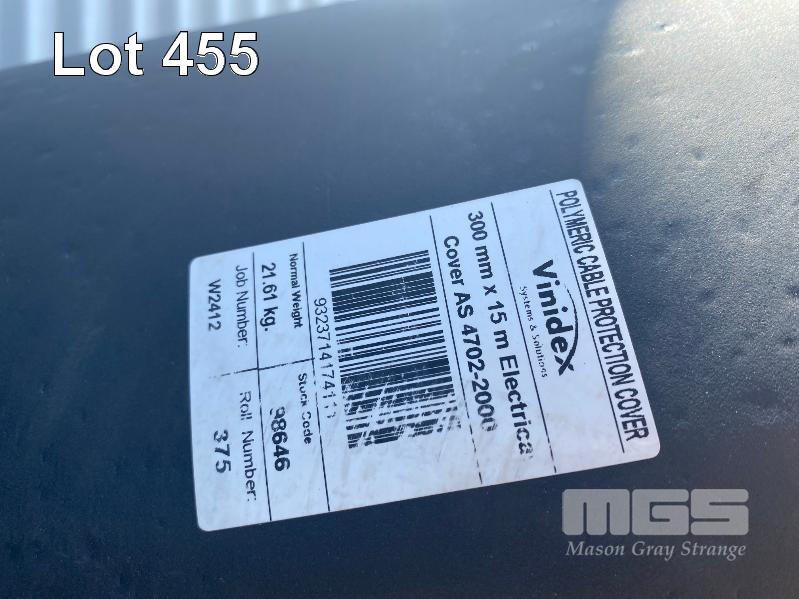 Lot 455
POLYMERIC CABLE PROTECTION COVER
Vinidex
Systems & Solutions
300 mm x 15 m Electrical
Cover AS 4702-2000
Normal Weight
21.61 kg.
Stock Code
98646
Job Number:
W2412
Roll Number:
375
MGS
Mason Gray Strange